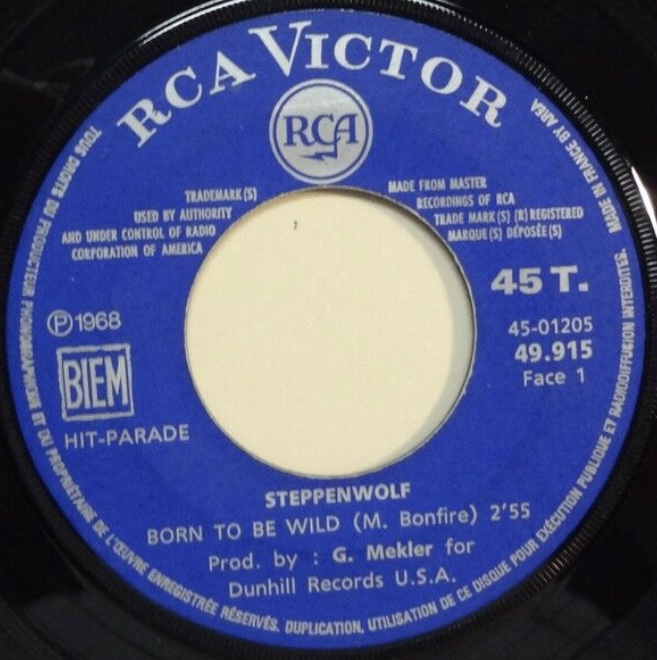 RCA VICTOR
RCA
TRADEMARK(S)
USED BY AUTHORITY
AND UNDER CONTROL OF RADIO
CORPORATION OF AMERICA
MADE FROM MASTER
RECORDINGS OF RCA
TRADE MARK(S) (R) REGISTERED
MARQUE(S) DÉPOSÉE(S)
45 T.
℗ 1968
BIEM
HIT-PARADE
45-01205
49.915
Face 1
STEPPENWOLF
BORN TO BE WILD (M. Bonfire) 2'55
Prod. by : G. Mekler for
Dunhill Records U.S.A.
TOUS DROITS DU PRODUCTEUR PHONOGRAPHIQUE ET DU PROPRIÉTAIRE DE L'ŒUVRE ENREGISTRÉE RÉSERVÉS. DUPLICATION, UTILISATION DE CE DISQUE POUR EXÉCUTION PUBLIQUE ET RADIODIFFUSION INTERDITES. MADE IN FRANCE BY AREA